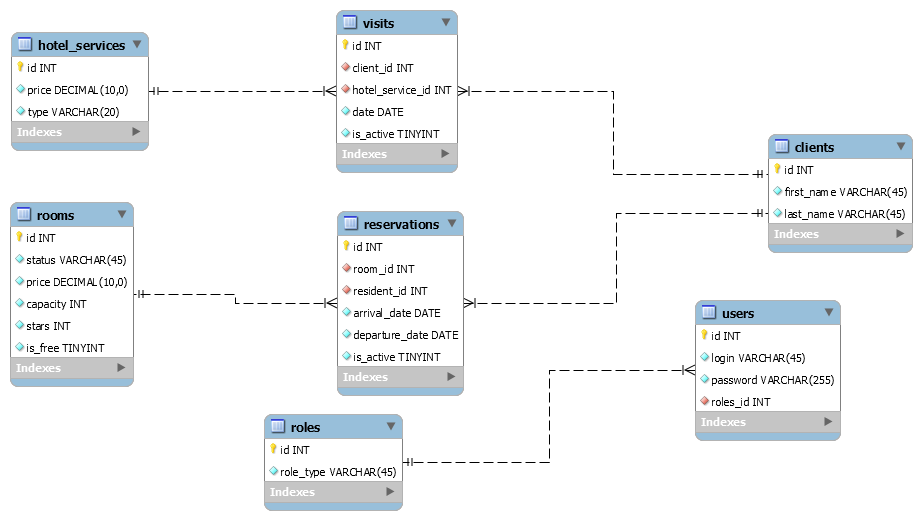 hotel_services
id INT
price DECIMAL(10,0)
type VARCHAR(20)
Indexes
visits
id INT
client_id INT
hotel_service_id INT
date DATE
is_active TINYINT
Indexes
clients
id INT
first_name VARCHAR(45)
last_name VARCHAR(45)
Indexes
rooms
id INT
status VARCHAR(45)
price DECIMAL(10,0)
capacity INT
stars INT
is_free TINYINT
Indexes
reservations
id INT
room_id INT
resident_id INT
arrival_date DATE
departure_date DATE
is_active TINYINT
Indexes
users
id INT
login VARCHAR(45)
password VARCHAR(255)
roles_id INT
Indexes
roles
id INT
role_type VARCHAR(45)
Indexes